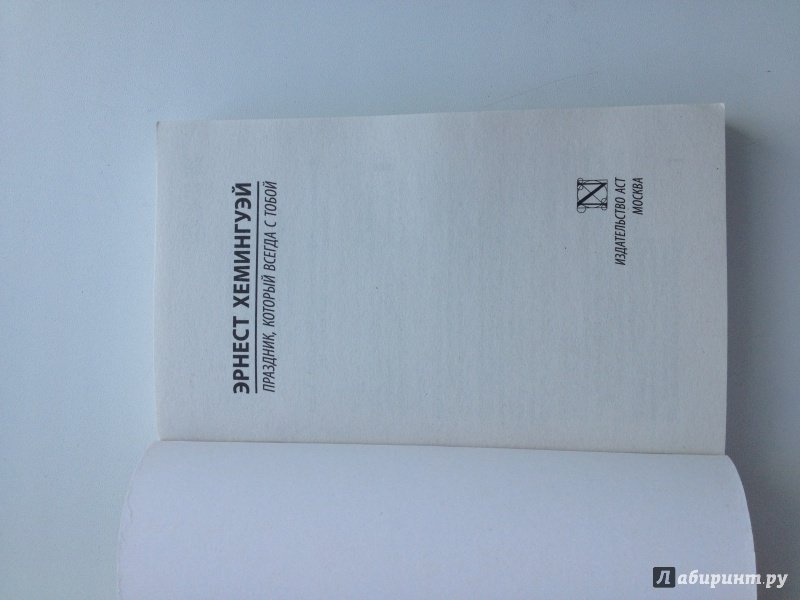 ЭРНЕСТ ХЕМИНГУЭЙ
ПРАЗДНИК, КОТОРЫЙ ВСЕГДА С ТОБОЙ
N
ИЗДАТЕЛЬСТВО АСТ
МОСКВА
Лабиринт.ру